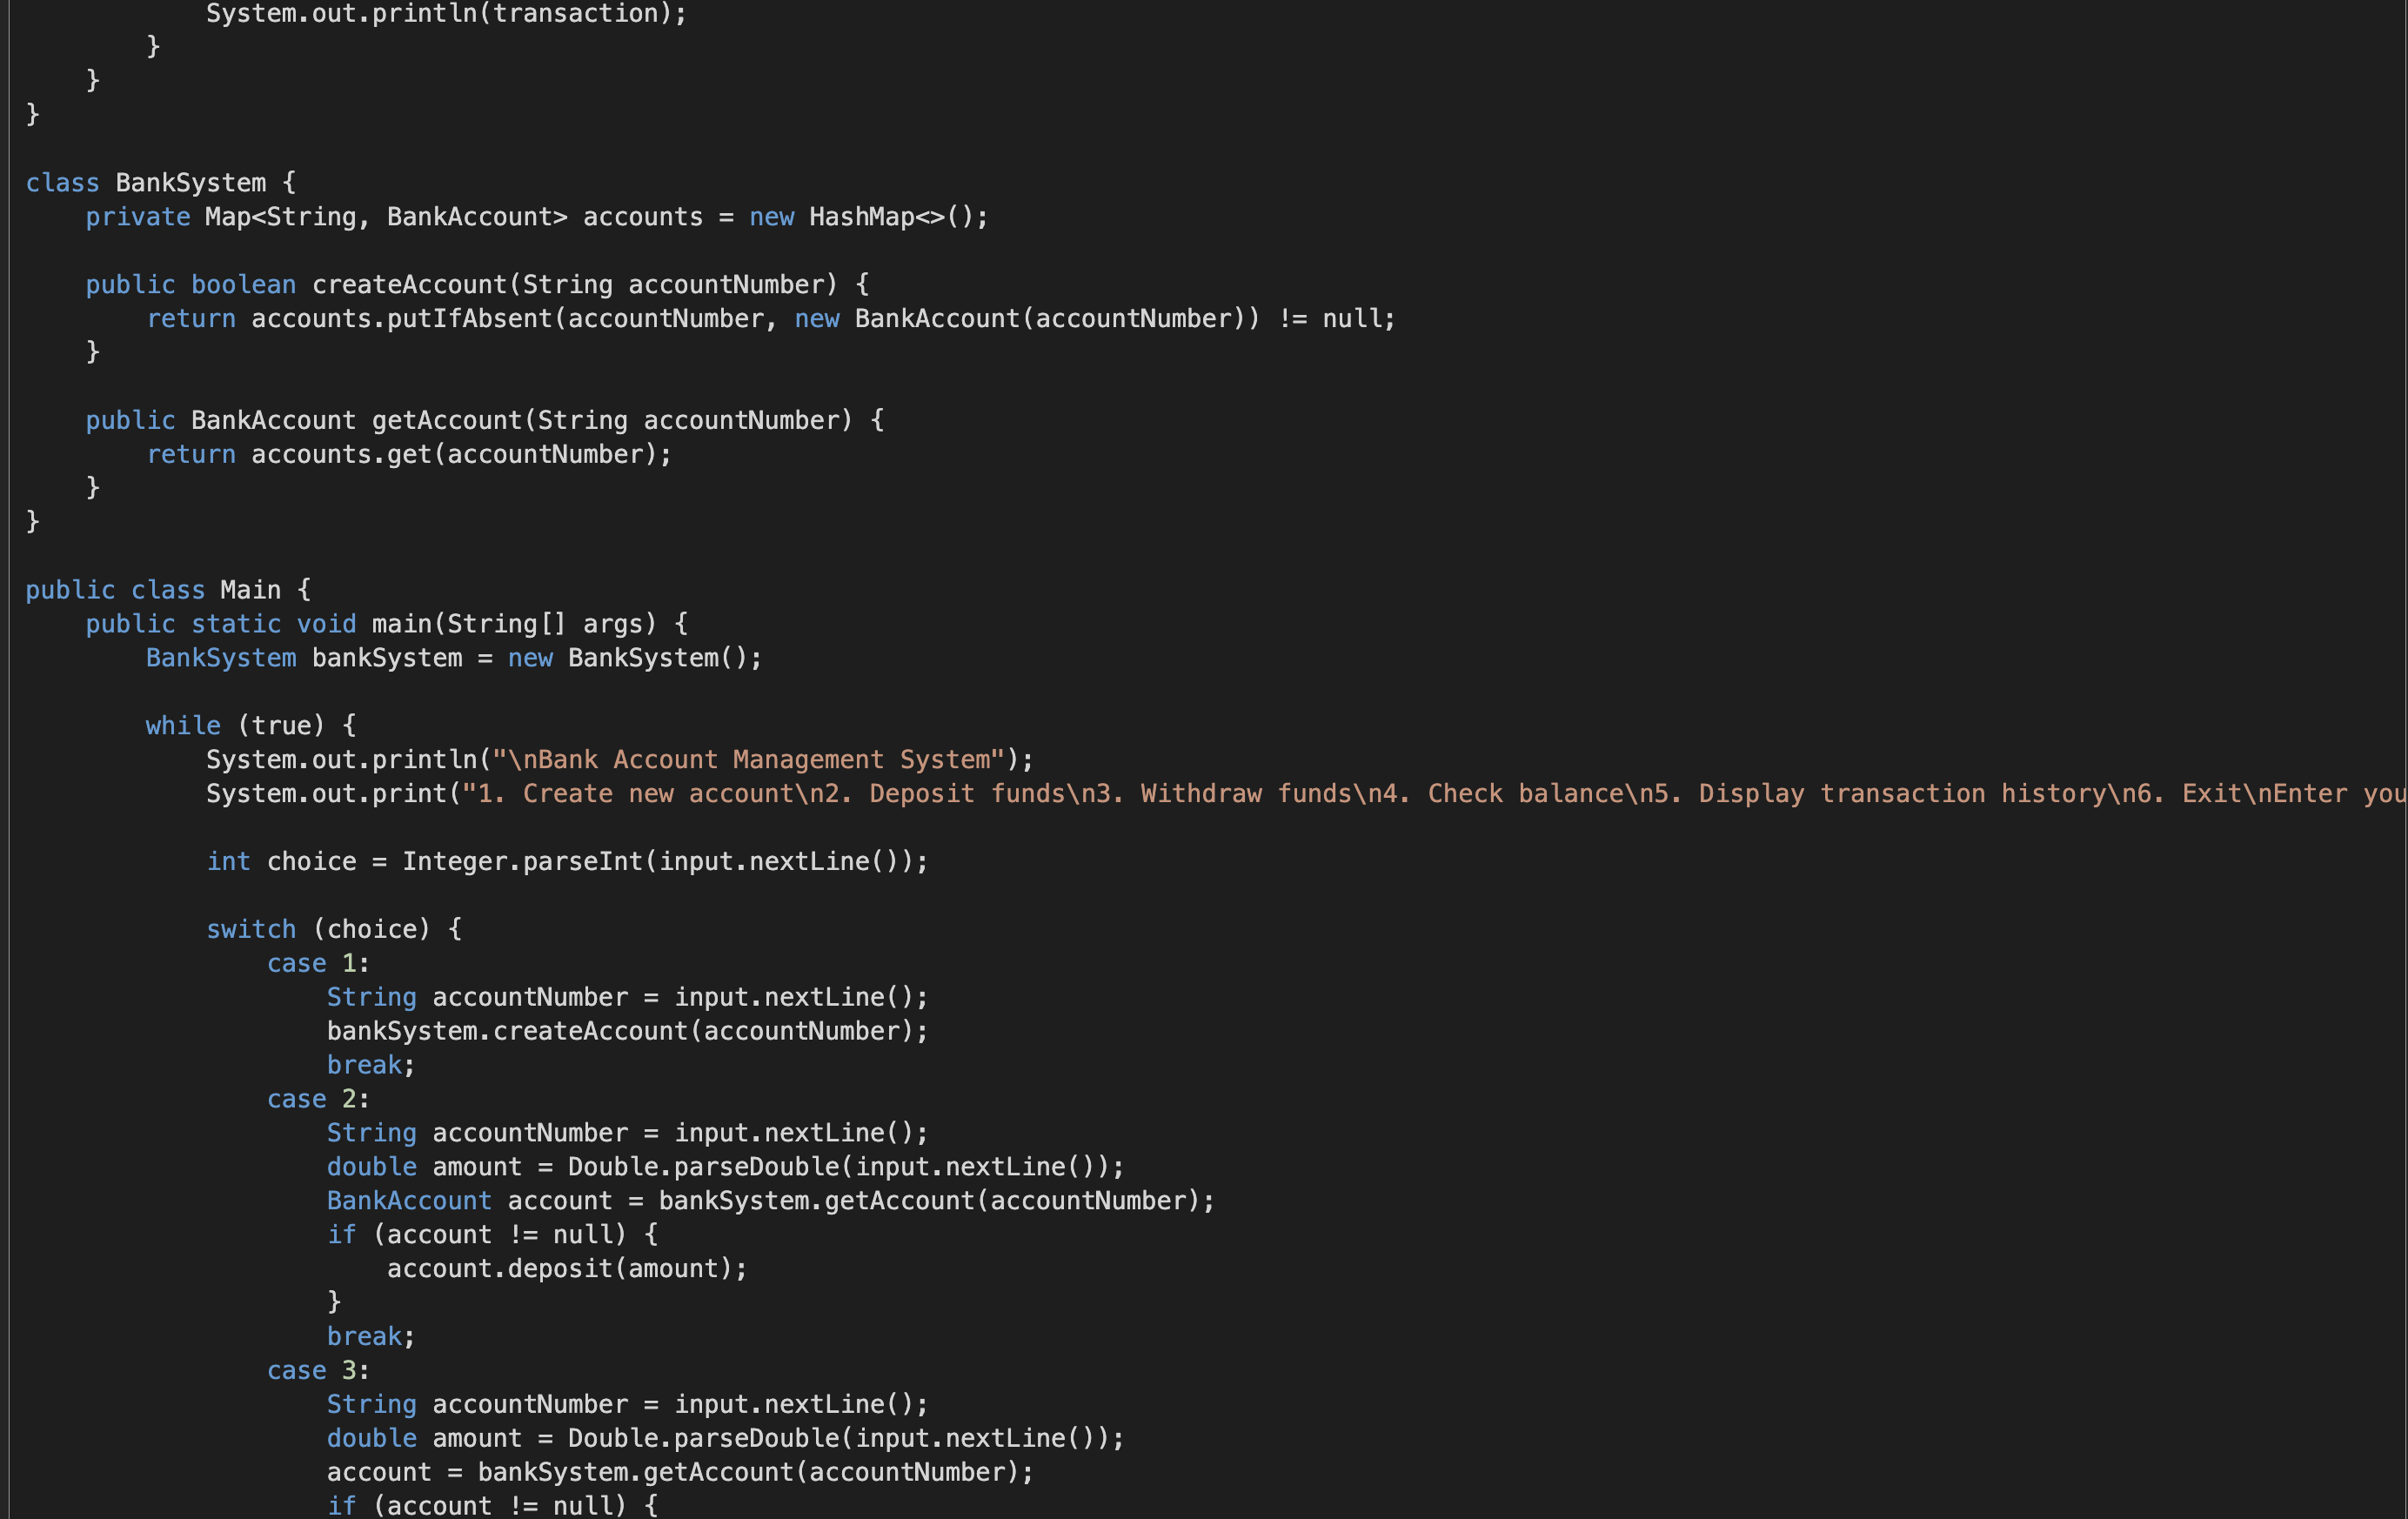 System.out.println(transaction);
}
}
}
class BankSystem {
private Map<String, BankAccount> accounts = new HashMap<>();
public boolean createAccount(String accountNumber) {
return accounts.putIfAbsent(accountNumber, new BankAccount(accountNumber)) != null;
}
public BankAccount getAccount(String accountNumber) {
return accounts.get(accountNumber);
}
}
public class Main {
public static void main(String[] args) {
BankSystem bankSystem = new BankSystem();
while (true) {
System.out.println("\nBank Account Management System");
System.out.print("1. Create new account\n2. Deposit funds\n3. Withdraw funds\n4. Check balance\n5. Display transaction history\n6. Exit\nEnter you
int choice = Integer.parseInt(input.nextLine());
switch (choice) {
case 1:
String accountNumber = input.nextLine();
bankSystem.createAccount(accountNumber);
break;
case 2:
String accountNumber = input.nextLine();
double amount = Double.parseDouble(input.nextLine());
BankAccount account = bankSystem.getAccount(accountNumber);
if (account != null) {
account.deposit(amount);
}
break;
case 3:
String accountNumber = input.nextLine();
double amount = Double.parseDouble(input.nextLine());
account = bankSystem.getAccount(accountNumber);
if (account != null) {